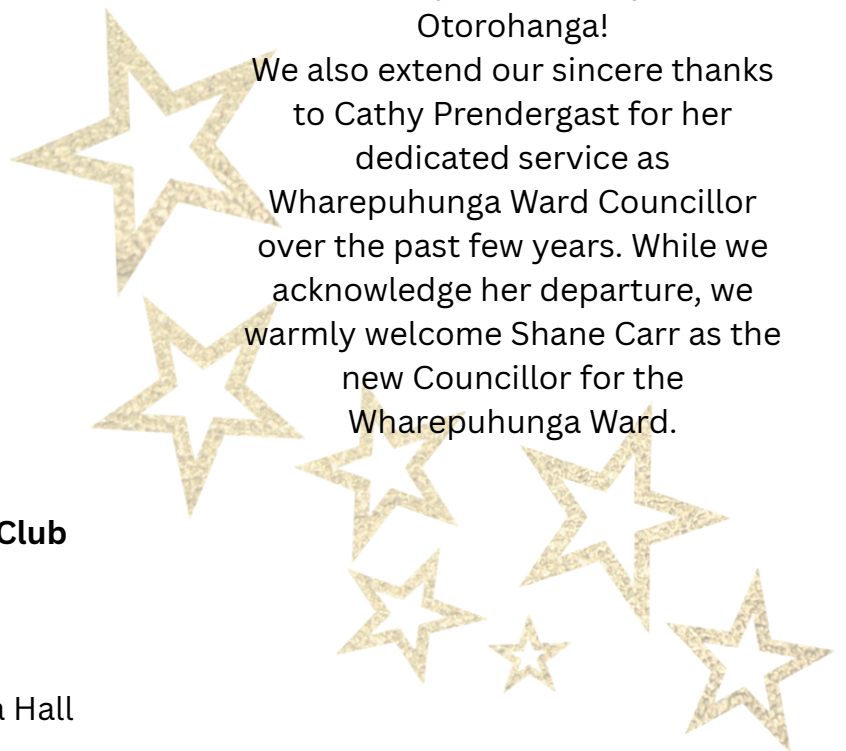 Otorohanga!
We also extend our sincere thanks
to Cathy Prendergast for her
dedicated service as
Wharepuhunga Ward Councillor
over the past few years. While we
acknowledge her departure, we
warmly welcome Shane Carr as the
new Councillor for the
Wharepuhunga Ward.
Club
a Hall